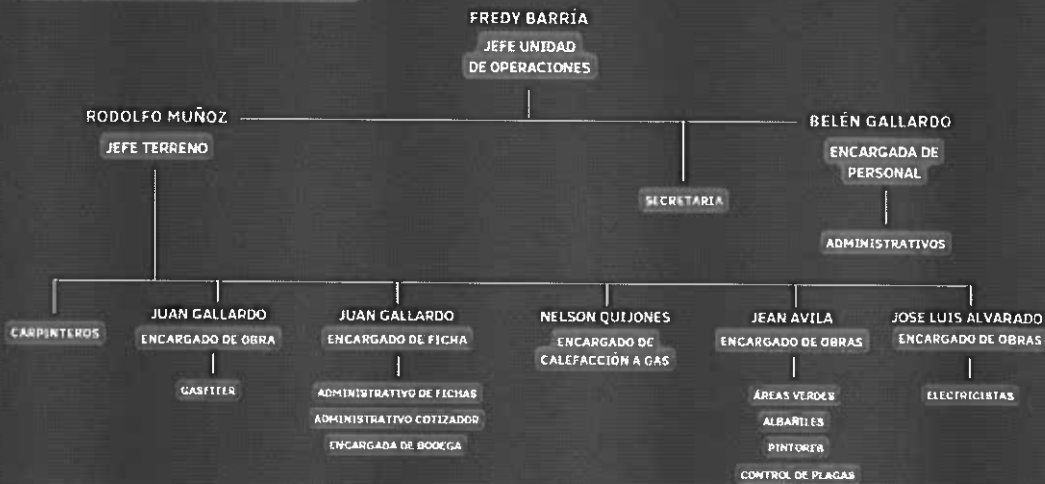 FREDY BARRÍA
JEFE UNIDAD
DE OPERACIONES
RODOLFO MUÑOZ
JEFE TERRENO
BELÉN GALLARDO
ENCARGADA DE
PERSONAL
SECRETARIA
ADMINISTRATIVOS
CARPINTEROS
JUAN GALLARDO
ENCARGADO DE OBRA
GASFITER
JUAN GALLARDO
ENCARGADO DE FICHA
ADMINISTRATIVO DE FICHAS
ADMINISTRATIVO COTIZADOR
ENCARGADA DE BODEGA
NELSON QUIJONES
ENCARGADO DE
CALEFACCIÓN A GAS
JEAN AVILA
ENCARGADO DE OBRAS
ÁREAS VERDES
ALBAÑILES
PINTORES
CONTROL DE PLAGAS
JOSE LUIS ALVARADO
ENCARGADO DE OBRAS
ELECTRICISTAS